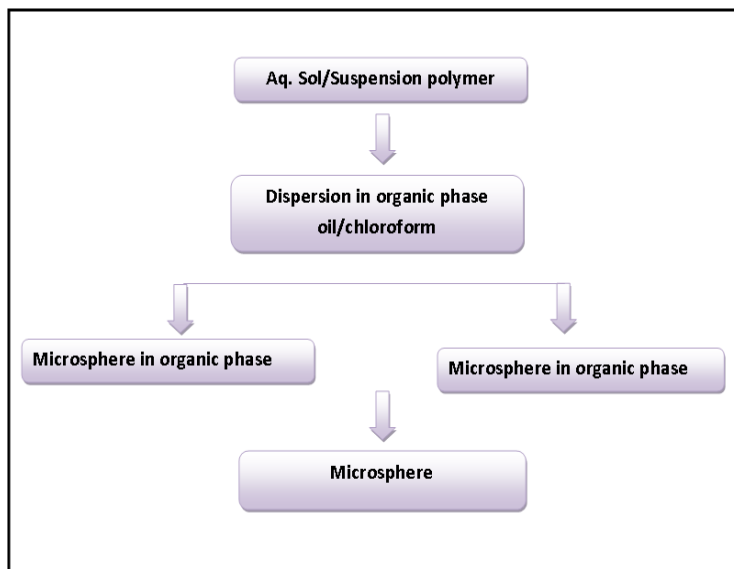 Aq. Sol/Suspension polymer
Dispersion in organic phase
oil/chloroform
Microsphere in organic phase
Microsphere in organic phase
Microsphere